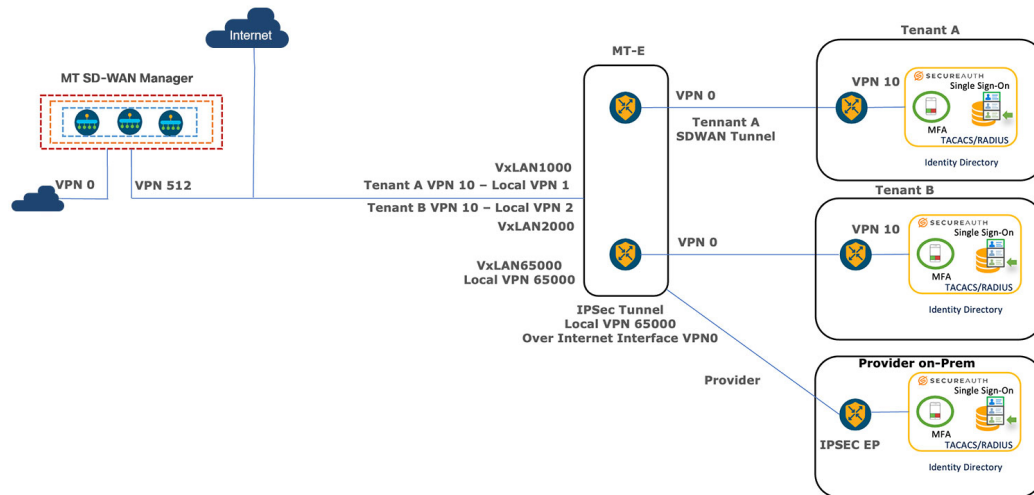 Internet
MT SD-WAN Manager
VPN 0
VPN 512
VxLAN1000
Tenant A VPN 10 – Local VPN 1
Tenant B VPN 10 – Local VPN 2
VxLAN2000
VxLAN65000
Local VPN 65000
MT-E
IPSec Tunnel
Local VPN 65000
Over Internet Interface VPN0
VPN 0
Tennant A
SDWAN Tunnel
VPN 0
Provider
Tenant A
VPN 10
SECUREAUTH
Single Sign-On
MFA
TACACS/RADIUS
Identity Directory
Tenant B
VPN 10
SECUREAUTH
Single Sign-On
MFA
TACACS/RADIUS
Identity Directory
Provider on-Prem
IPSEC EP
SECUREAUTH
Single Sign-On
MFA
TACACS/RADIUS
Identity Directory